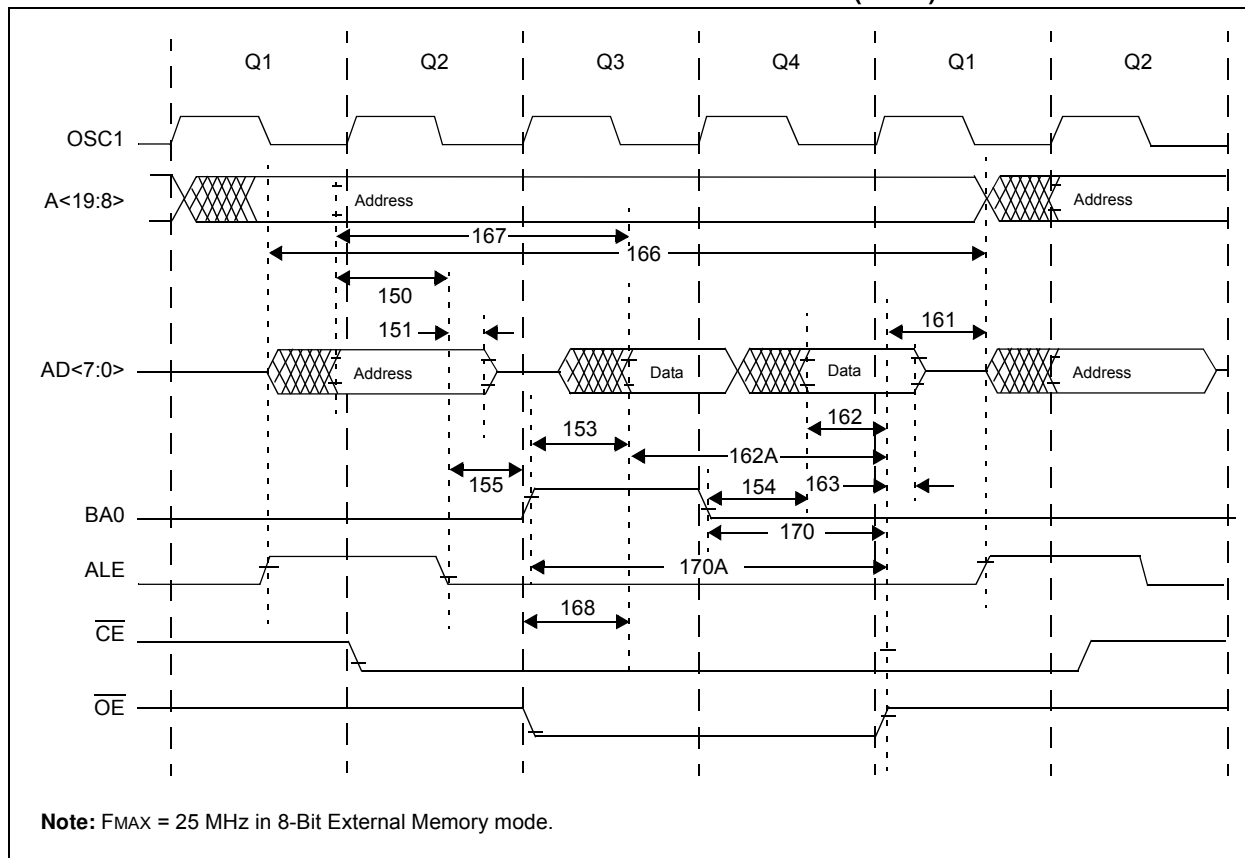 Q1 Q2 Q3 Q4 Q1 Q2
OSC1
A<19:8>
Address Address
167
166
150
151
161
AD<7:0>
Address Data Data Address
153
162
162A
155
154
163
BA0
170
ALE
170A
168
CE
OE
Note: FMAX = 25 MHz in 8-Bit External Memory mode.